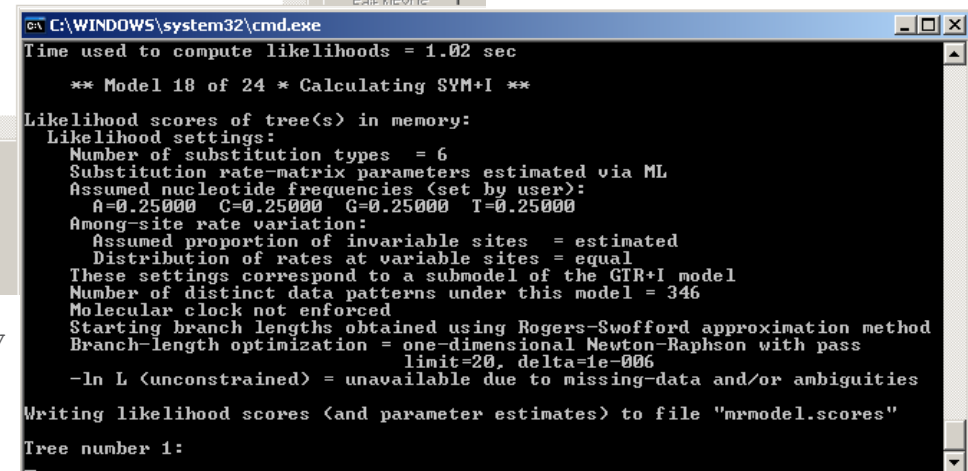 C:\WINDOWS\system32\cmd.exe
Time used to compute likelihoods = 1.02 sec
** Model 18 of 24 * Calculating SYM+I **
Likelihood scores of tree(s) in memory:
Likelihood settings:
Number of substitution types = 6
Substitution rate-matrix parameters estimated via ML
Assumed nucleotide frequencies (set by user):
A=0.25000 C=0.25000 G=0.25000 T=0.25000
Among-site rate variation:
Assumed proportion of invariable sites = estimated
Distribution of rates at variable sites = equal
These settings correspond to a submodel of the GTR+I model
Number of distinct data patterns under this model = 346
Molecular clock not enforced
Starting branch lengths obtained using Rogers-Swofford approximation method
Branch-length optimization = one-dimensional Newton-Raphson with pass
limit=20, delta=1e-006
-ln L (unconstrained) = unavailable due to missing-data and/or ambiguities
Writing likelihood scores (and parameter estimates) to file "mrmodel.scores"
Tree number 1: